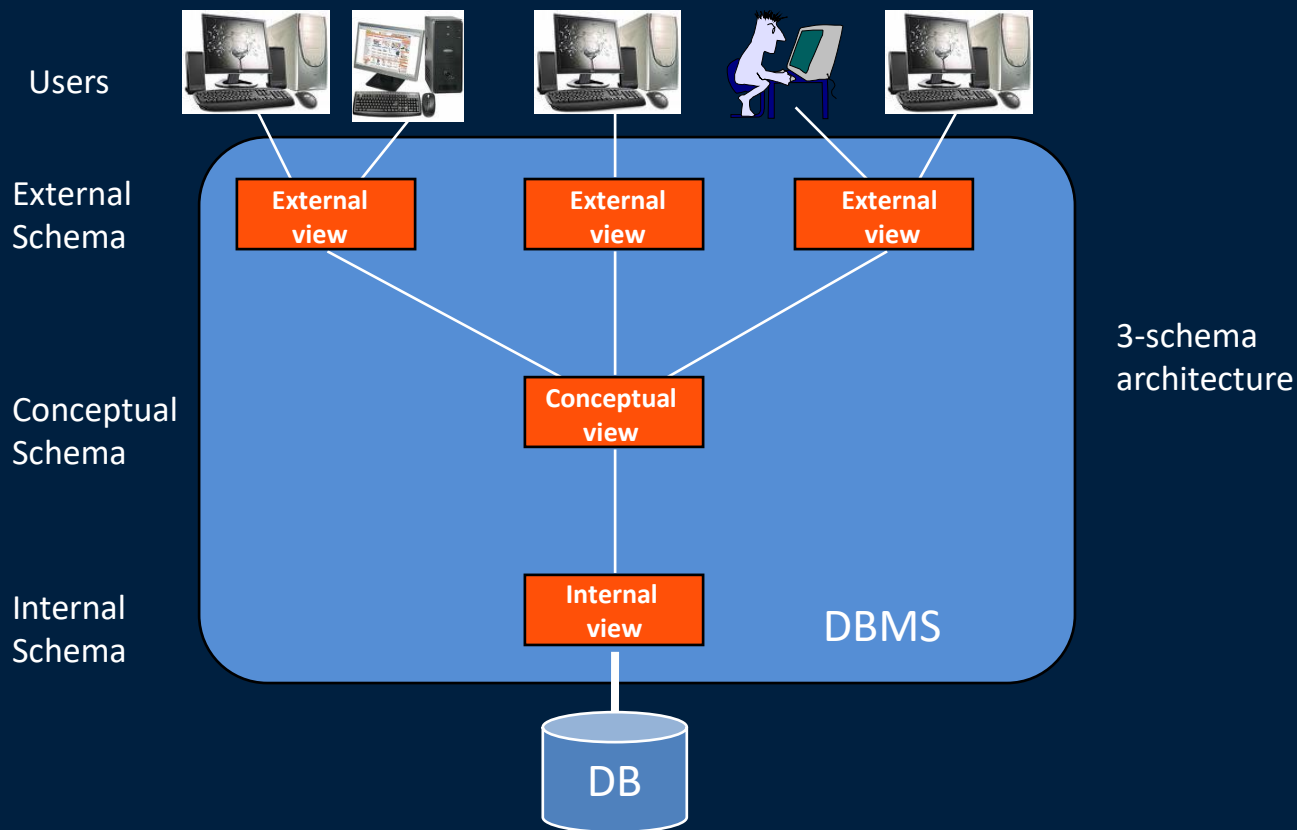 Users
External
Schema
External
view
External
view
External
view
3-schema
architecture
Conceptual
Schema
Conceptual
view
Internal
Schema
Internal
view
DBMS
DB